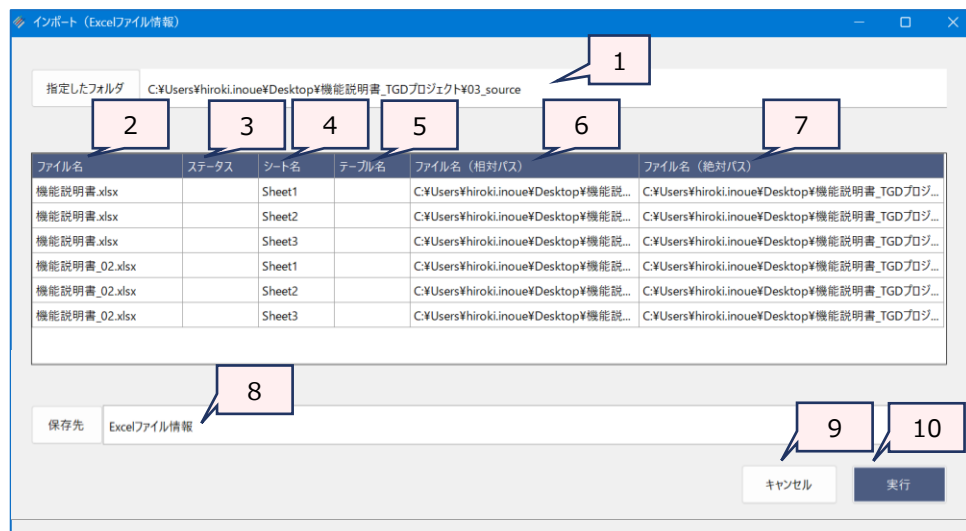 インポート（Excelファイル情報）
1
指定したフォルダ C:¥Users¥hiroki.inoue¥Desktop¥機能説明書_TGDプロジェクト¥03_source
2 3 4 5 6 7
ファイル名 ステータス シート名 テーブル名 ファイル名（相対パス） ファイル名（絶対パス）
機能説明書.xlsx Sheet1 C:¥Users¥hiroki.inoue¥Desktop¥機能説... C:¥Users¥hiroki.inoue¥Desktop¥機能説明書_TGDプロジ...
機能説明書.xlsx Sheet2 C:¥Users¥hiroki.inoue¥Desktop¥機能説... C:¥Users¥hiroki.inoue¥Desktop¥機能説明書_TGDプロジ...
機能説明書.xlsx Sheet3 C:¥Users¥hiroki.inoue¥Desktop¥機能説... C:¥Users¥hiroki.inoue¥Desktop¥機能説明書_TGDプロジ...
機能説明書_02.xlsx Sheet1 C:¥Users¥hiroki.inoue¥Desktop¥機能説... C:¥Users¥hiroki.inoue¥Desktop¥機能説明書_TGDプロジ...
機能説明書_02.xlsx Sheet2 C:¥Users¥hiroki.inoue¥Desktop¥機能説... C:¥Users¥hiroki.inoue¥Desktop¥機能説明書_TGDプロジ...
機能説明書_02.xlsx Sheet3 C:¥Users¥hiroki.inoue¥Desktop¥機能説... C:¥Users¥hiroki.inoue¥Desktop¥機能説明書_TGDプロジ...
8
保存先 Excelファイル情報
9 10
キャンセル 実行